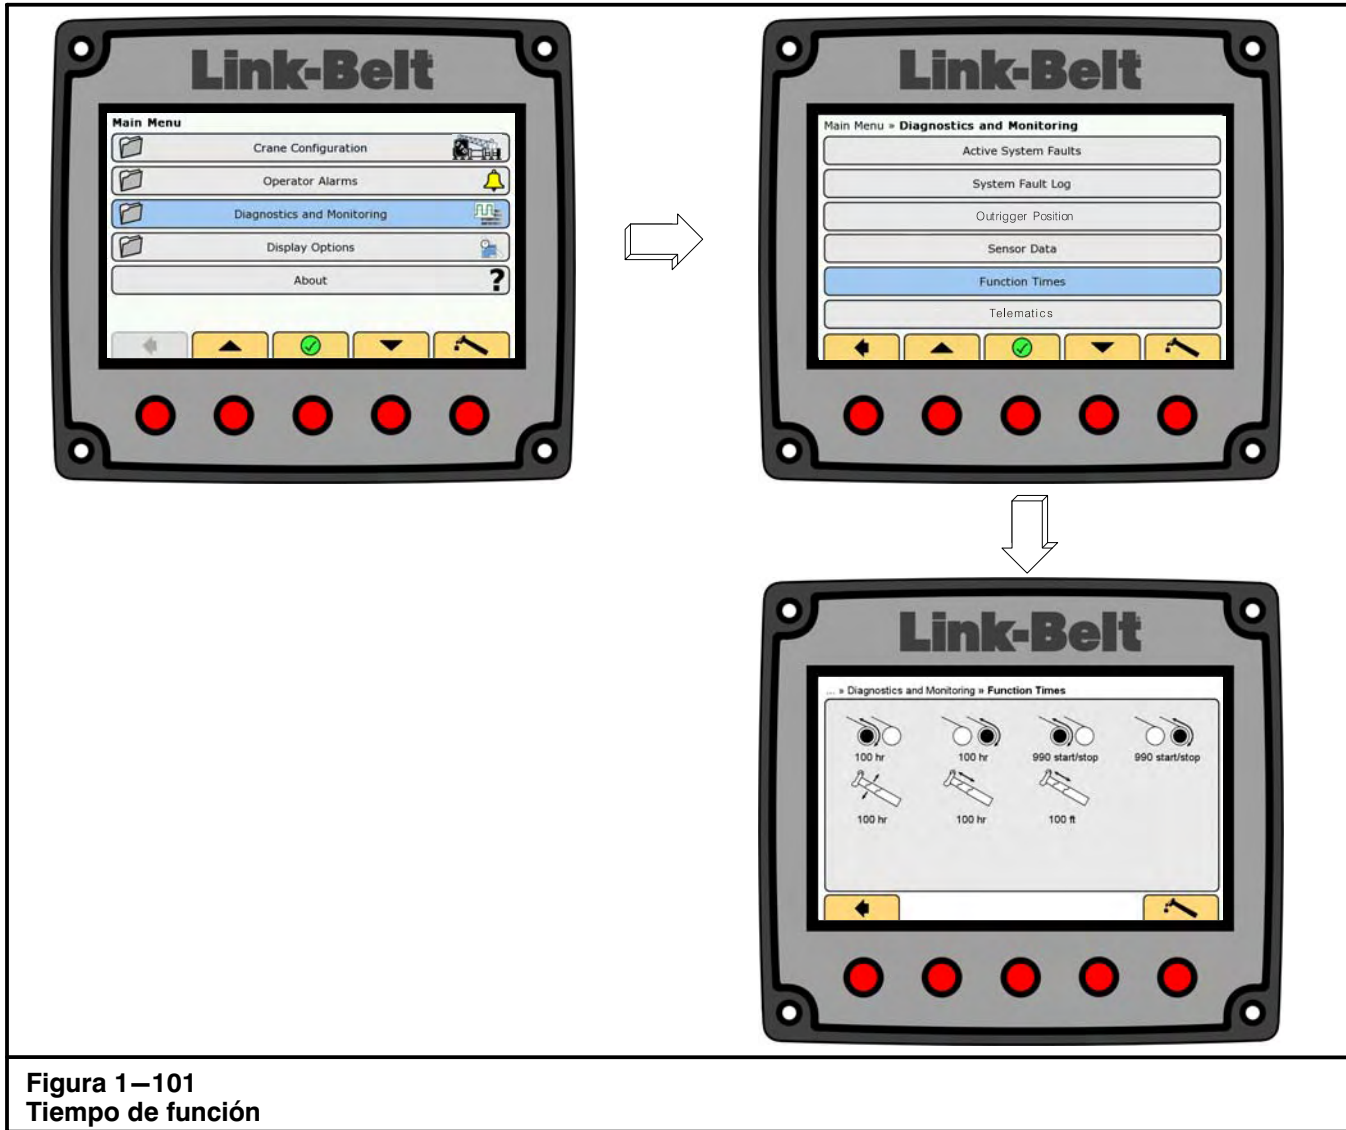 Link-Belt
Main Menu
Crane Configuration
Operator Alarms
Diagnostics and Monitoring
Display Options
About
?
Link-Belt
Main Menu » Diagnostics and Monitoring
Active System Faults
System Fault Log
Outrigger Position
Sensor Data
Function Times
Telematics
Link-Belt
... » Diagnostics and Monitoring » Function Times
100 hr 100 hr 990 start/stop 990 start/stop
100 hr 100 hr 100 ft
Figura 1–101
Tiempo de función